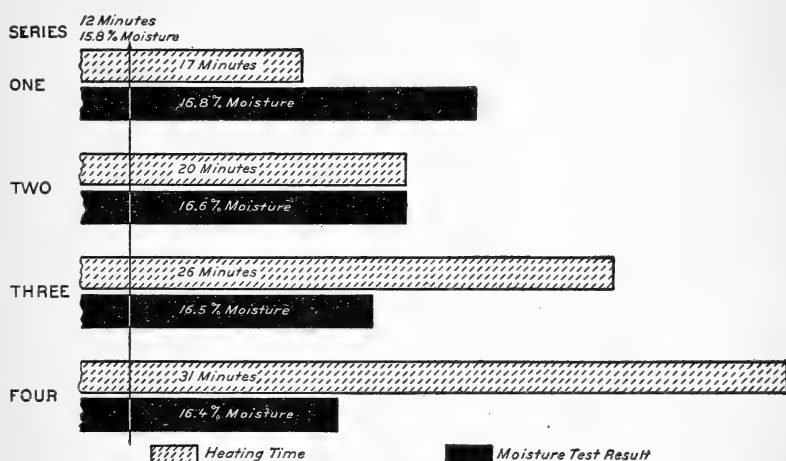 12 Minutes
SERIES 15.8% Moisture
17 Minutes
ONE
16.8% Moisture
20 Minutes
TWO
16.6% Moisture
26 Minutes
THREE
16.5% Moisture
31 Minutes
FOUR
16.4% Moisture
Heating Time Moisture Test Result